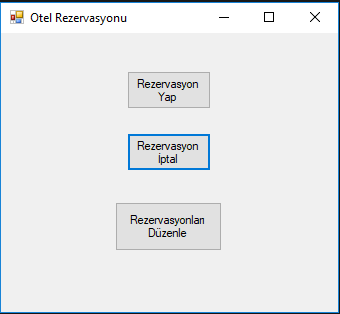 Otel Rezervasyonu
Rezervasyon
Yap
Rezervasyon
İptal
Rezervasyonları
Düzenle